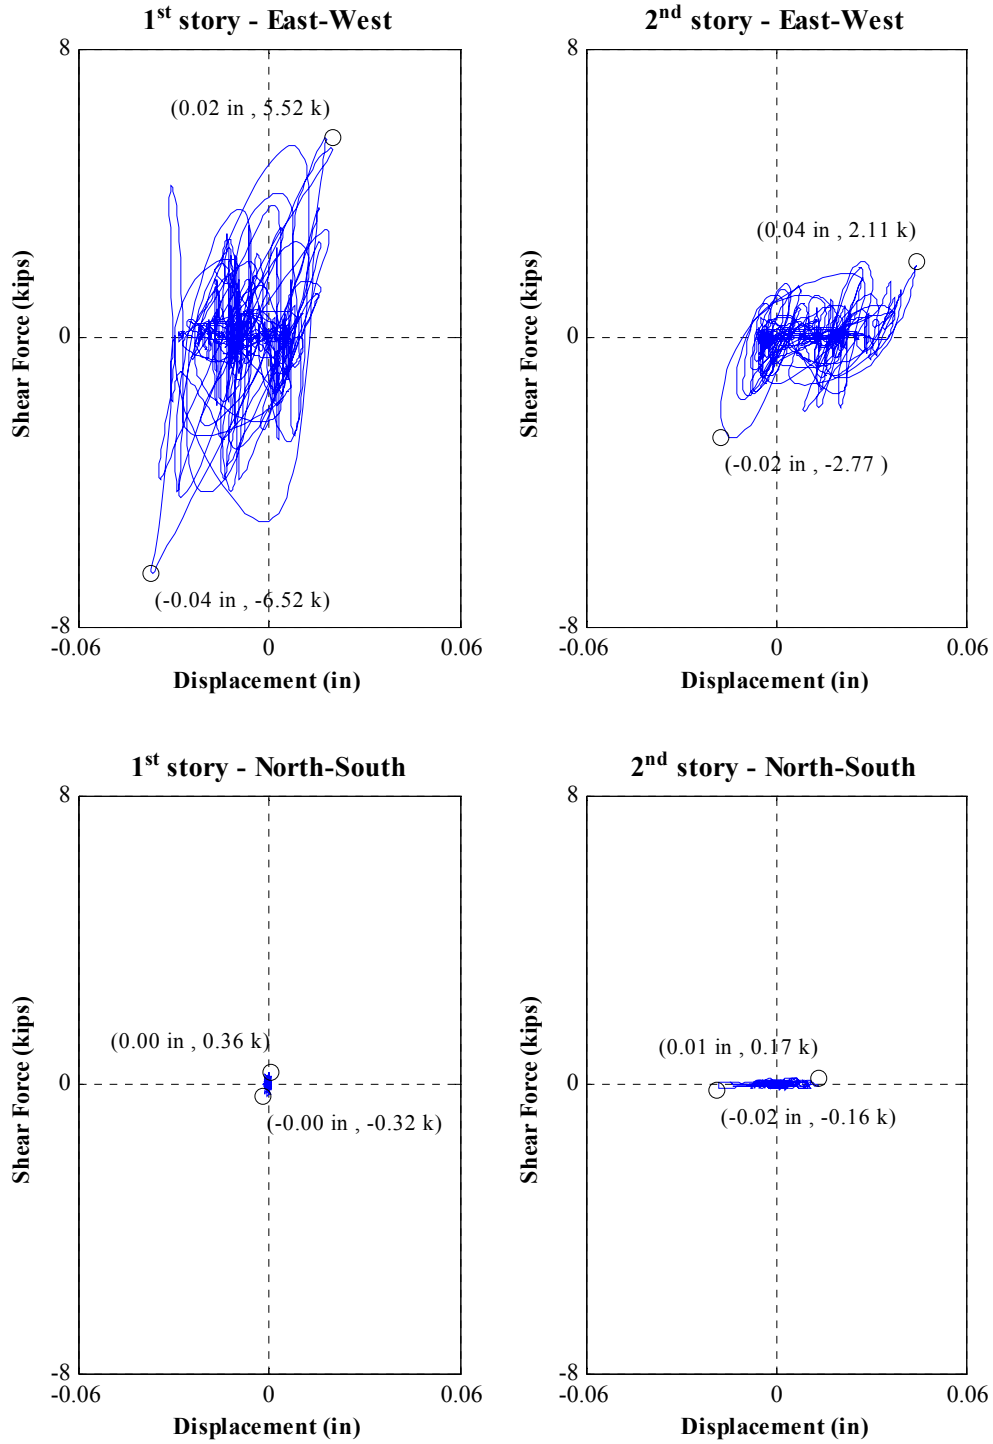 1st story - East-West
8
(0.02 in , 5.52 k)
0
(-0.04 in , -6.52 k)
-8
-0.06
0
0.06
Shear Force (kips)
Displacement (in)
2nd story - East-West
8
(0.04 in , 2.11 k)
0
(-0.02 in , -2.77 )
-8
-0.06
0
0.06
Shear Force (kips)
Displacement (in)
1st story - North-South
8
(0.00 in , 0.36 k)
0
(-0.00 in , -0.32 k)
-8
-0.06
0
0.06
Shear Force (kips)
Displacement (in)
2nd story - North-South
8
(0.01 in , 0.17 k)
0
(-0.02 in , -0.16 k)
-8
-0.06
0
0.06
Shear Force (kips)
Displacement (in)